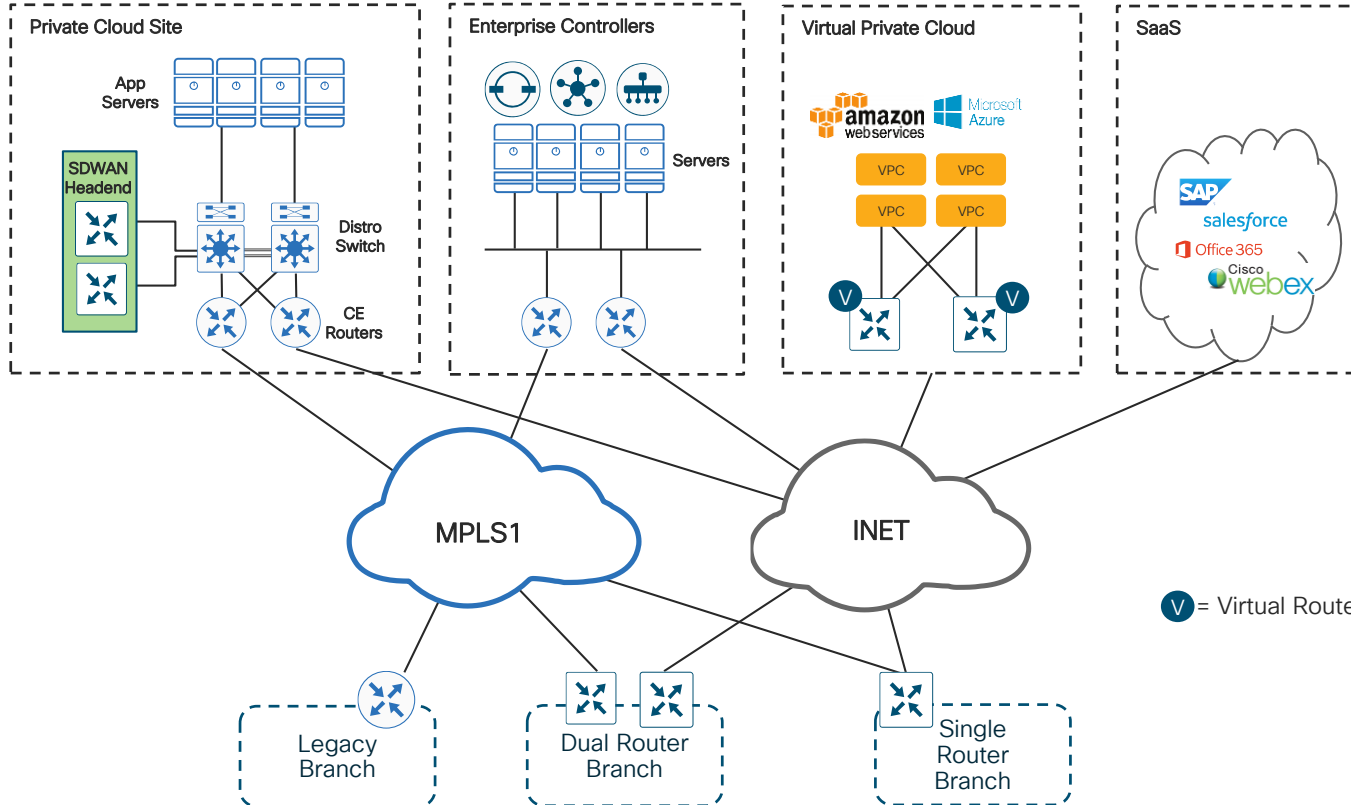 Private Cloud Site
App
Servers
SDWAN
Headend
Distro
Switch
CE
Routers
Enterprise Controllers
Servers
Virtual Private Cloud
amazon
webservices
Microsoft
Azure
VPC
VPC
VPC
VPC
V
V
SaaS
SAP
salesforce
Office 365
Cisco
webex
MPLS1
INET
V = Virtual Route
Legacy
Branch
Dual Router
Branch
Single
Router
Branch